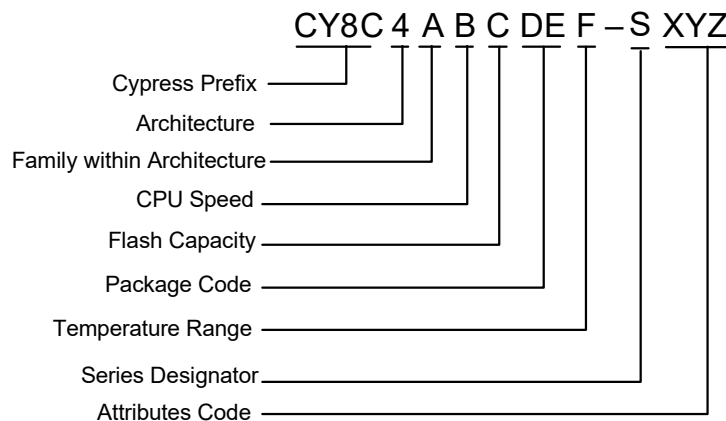 CY8C 4 A B C DE F – S XYZ
Cypress Prefix
Architecture
Family within Architecture
CPU Speed
Flash Capacity
Package Code
Temperature Range
Series Designator
Attributes Code